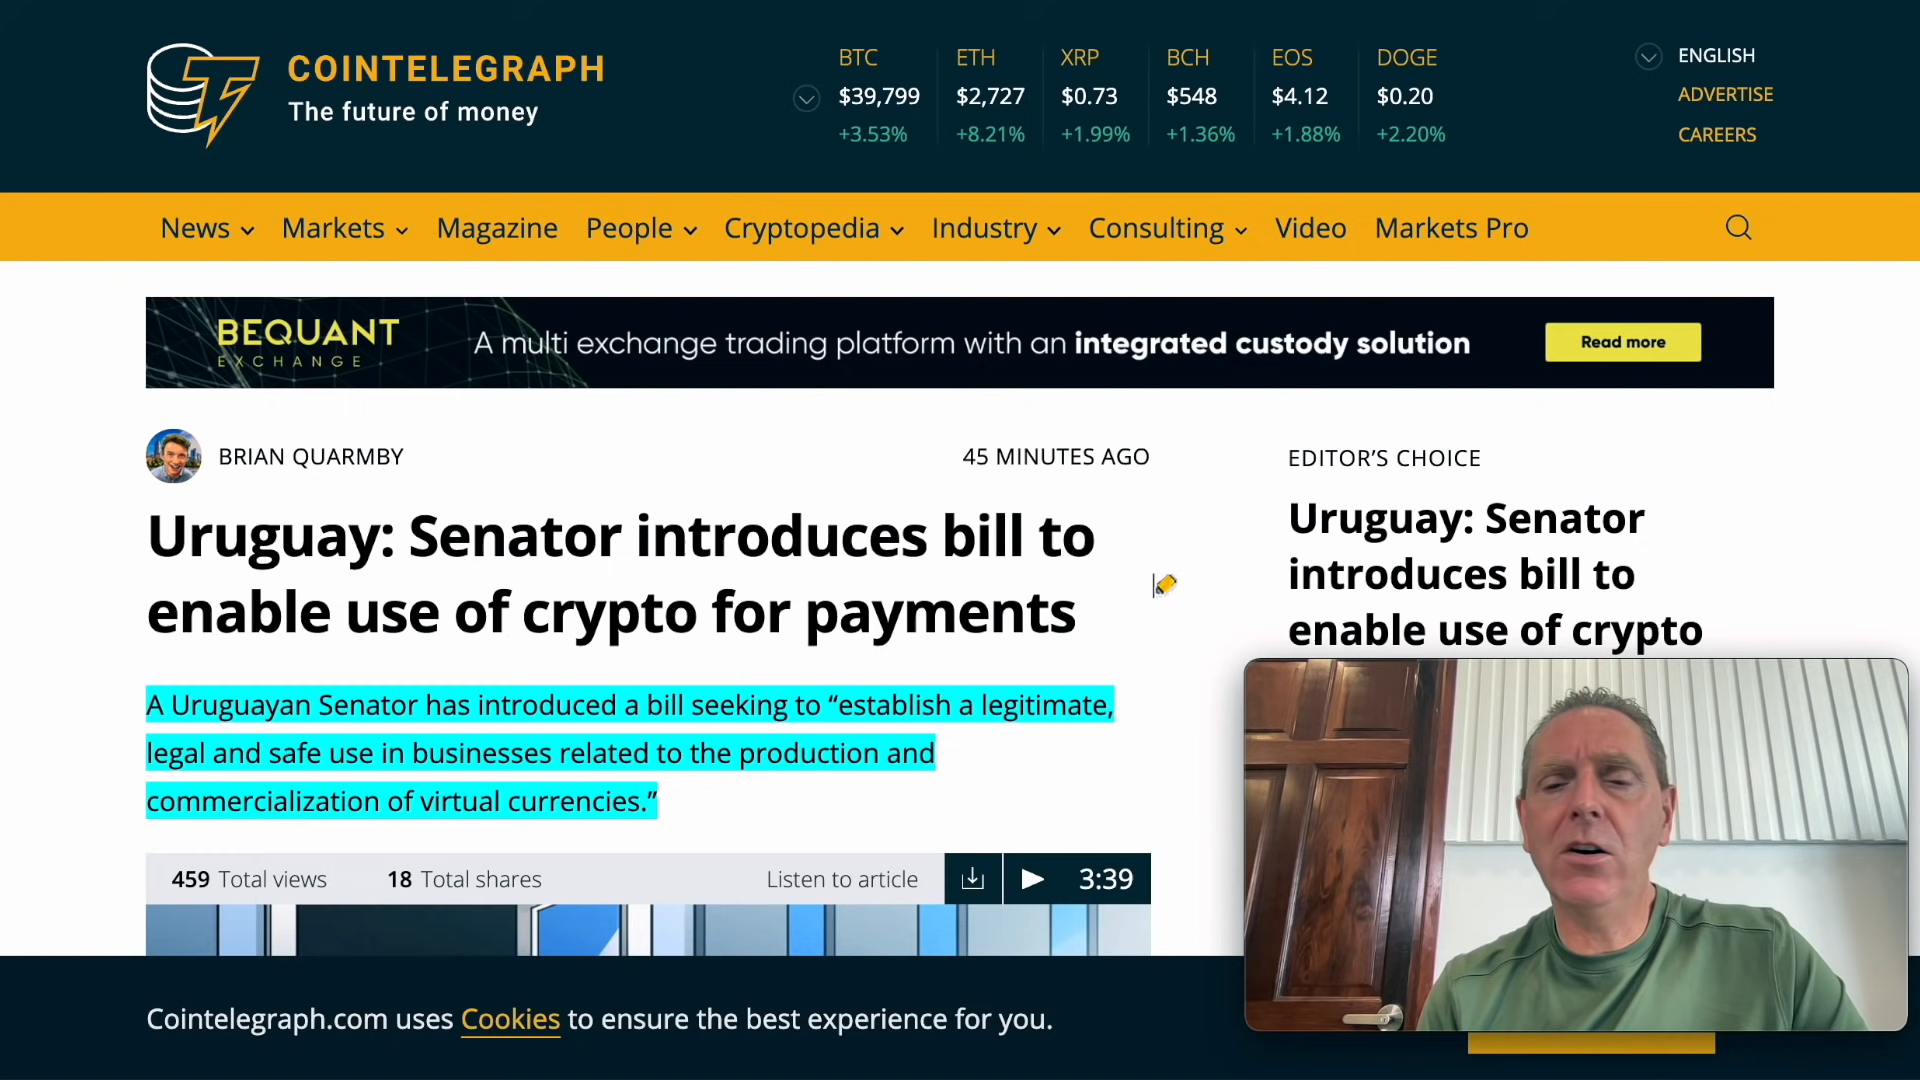 COINTELEGRAPH
The future of money
BTC ETH XRP BCH EOS DOGE
$39,799 $2,727 $0.73 $548 $4.12 $0.20
+3.53% +8.21% +1.99% +1.36% +1.88% +2.20%
ENGLISH
ADVERTISE
CAREERS
News Markets Magazine People Cryptopedia Industry Consulting Video Markets Pro
BEQUANT
EXCHANGE
A multi exchange trading platform with an integrated custody solution
Read more
BRIAN QUARMBY
45 MINUTES AGO
Uruguay: Senator introduces bill to
enable use of crypto for payments
A Uruguayan Senator has introduced a bill seeking to “establish a legitimate,
legal and safe use in businesses related to the production and
commercialization of virtual currencies.”
459 Total views 18 Total shares Listen to article 3:39
EDITOR’S CHOICE
Uruguay: Senator
introduces bill to
enable use of crypto
Cointelegraph.com uses Cookies to ensure the best experience for you.